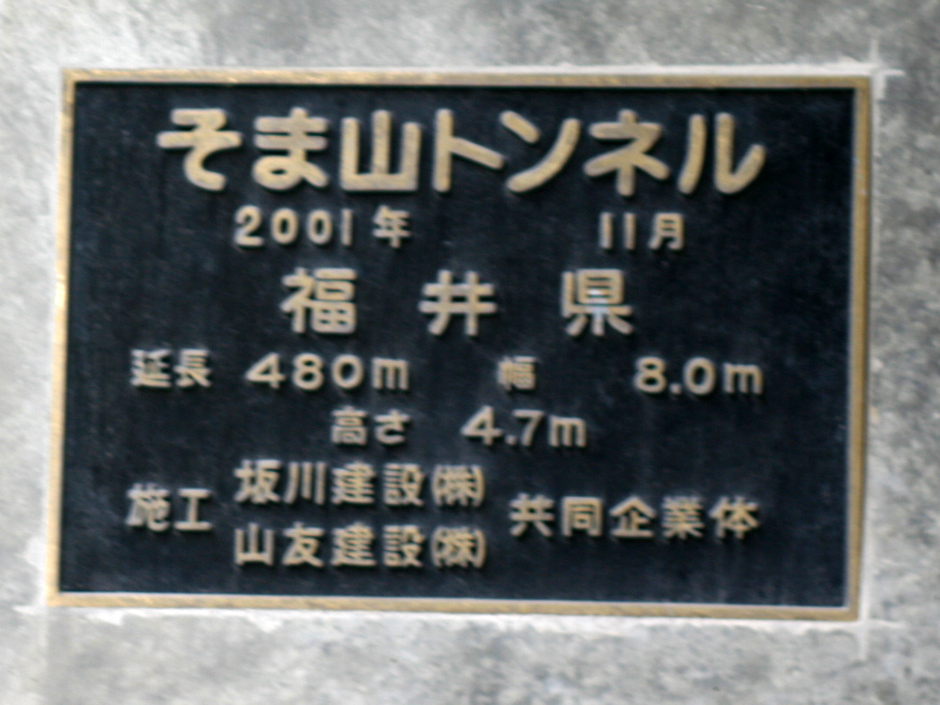 そま山トンネル
2001年 11月
福井県
延長 480m 幅 8.0m
高さ 4.7m
施工 坂川建設㈱ 共同企業体
山友建設㈱